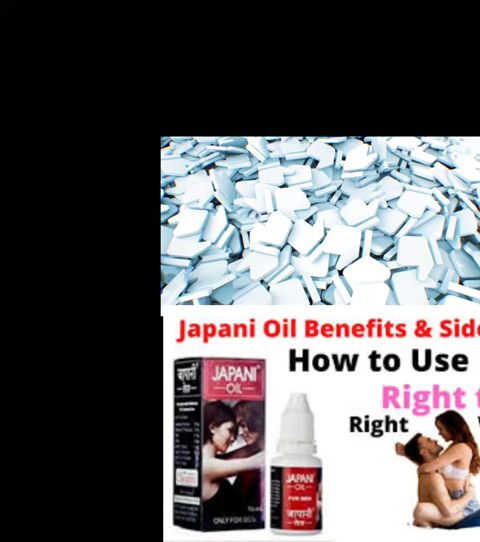 Japani Oil Benefits & Side
How to Use
Right
Right
JAPANI
OIL
ONLY FOR MEN
जापानी
तेल
JAPANI
OIL
FOR MEN
जापानी
तेल